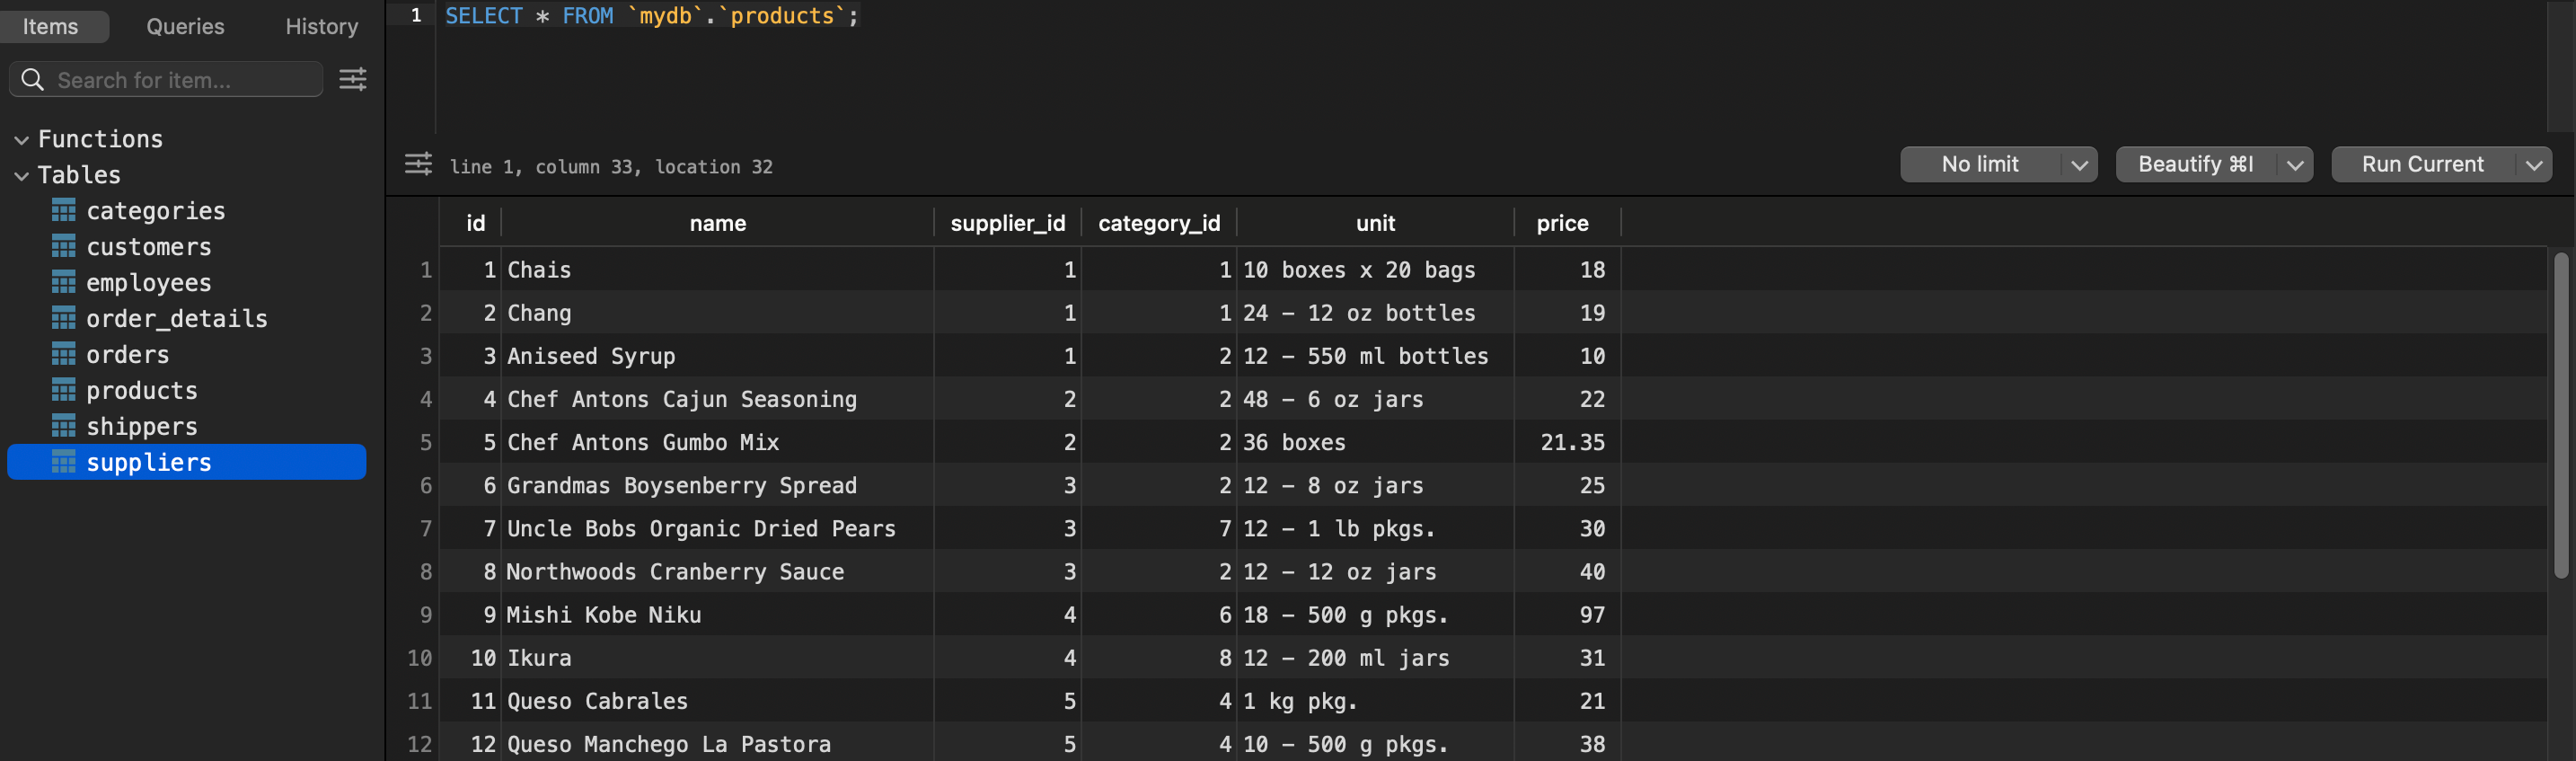 Items Queries History
Search for item...
Functions
Tables
categories
customers
employees
order_details
orders
products
shippers
suppliers
1 SELECT * FROM `mydb`.`products`;
line 1, column 33, location 32
No limit Beautify ⌘I Run Current
id name supplier_id category_id unit price
1 1 Chais 1 1 10 boxes x 20 bags 18
2 2 Chang 1 1 24 - 12 oz bottles 19
3 3 Aniseed Syrup 1 2 12 - 550 ml bottles 10
4 4 Chef Antons Cajun Seasoning 2 2 48 - 6 oz jars 22
5 5 Chef Antons Gumbo Mix 2 2 36 boxes 21.35
6 6 Grandmas Boysenberry Spread 3 2 12 - 8 oz jars 25
7 7 Uncle Bobs Organic Dried Pears 3 7 12 - 1 lb pkgs. 30
8 8 Northwoods Cranberry Sauce 3 2 12 - 12 oz jars 40
9 9 Mishi Kobe Niku 4 6 18 - 500 g pkgs. 97
10 10 Ikura 4 8 12 - 200 ml jars 31
11 11 Queso Cabrales 5 4 1 kg pkg. 21
12 12 Queso Manchego La Pastora 5 4 10 - 500 g pkgs. 38